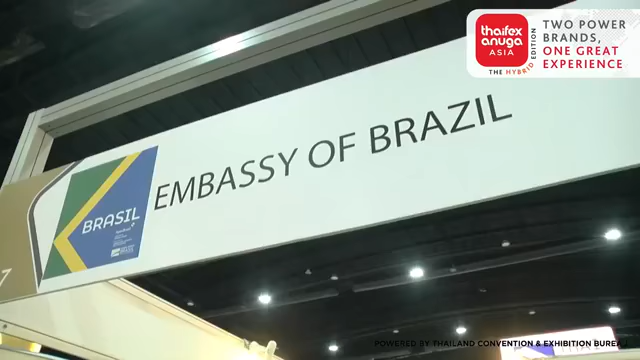 thaifex
anuga
ASIA
THE HYBRID EDITION
TWO POWER
BRANDS,
ONE GREAT
EXPERIENCE
EMBASSY OF BRAZIL
BRASIL
POWERED BY THAILAND CONVENTION & EXHIBITION BUREAU